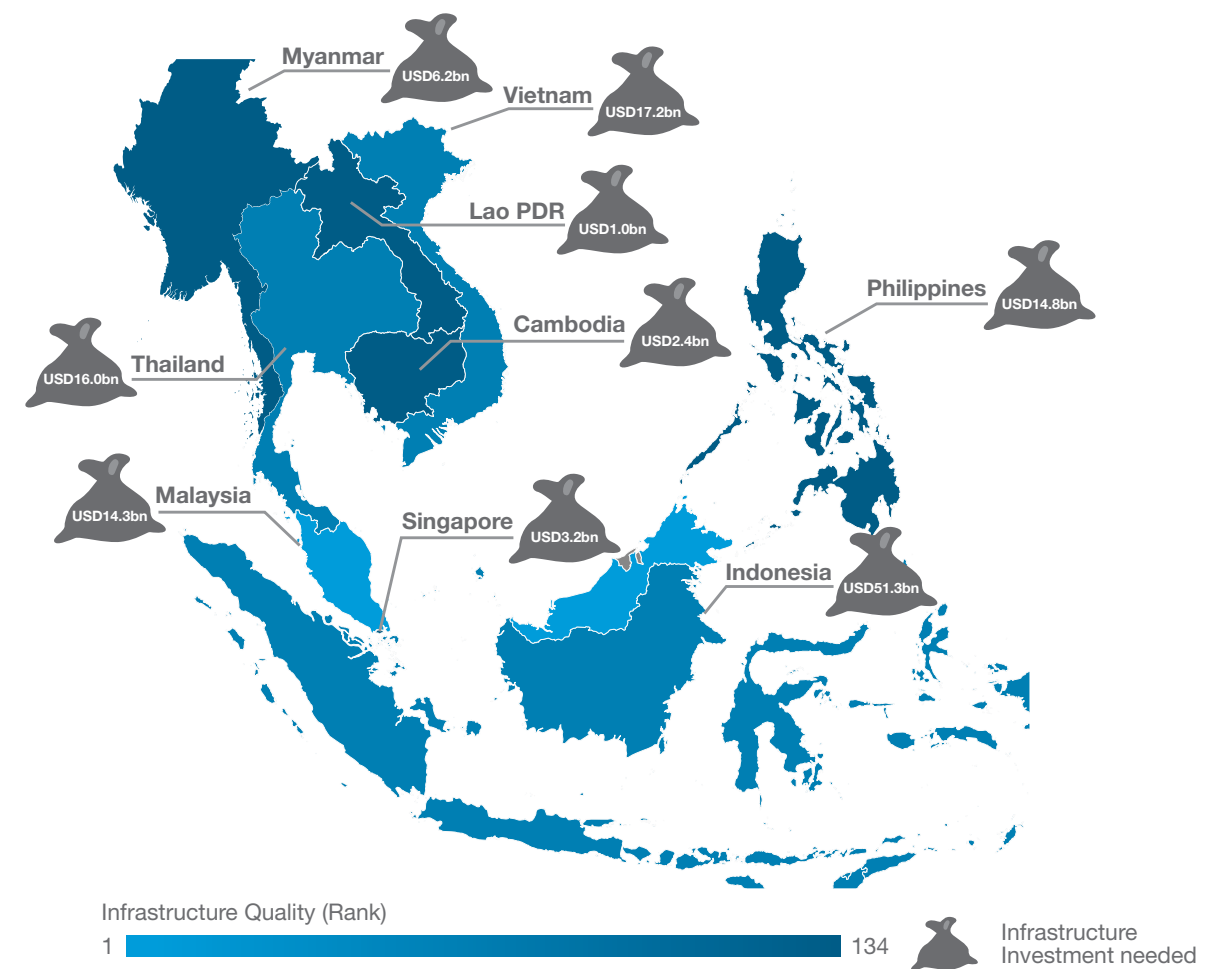 Myanmar
USD6.2bn
Vietnam
USD17.2bn
Lao PDR
USD1.0bn
Philippines
USD14.8bn
Cambodia
USD2.4bn
Thailand
USD16.0bn
Malaysia
USD14.3bn
Singapore
USD3.2bn
Indonesia
USD51.3bn
Infrastructure Quality (Rank)
1
134
Infrastructure
Investment needed